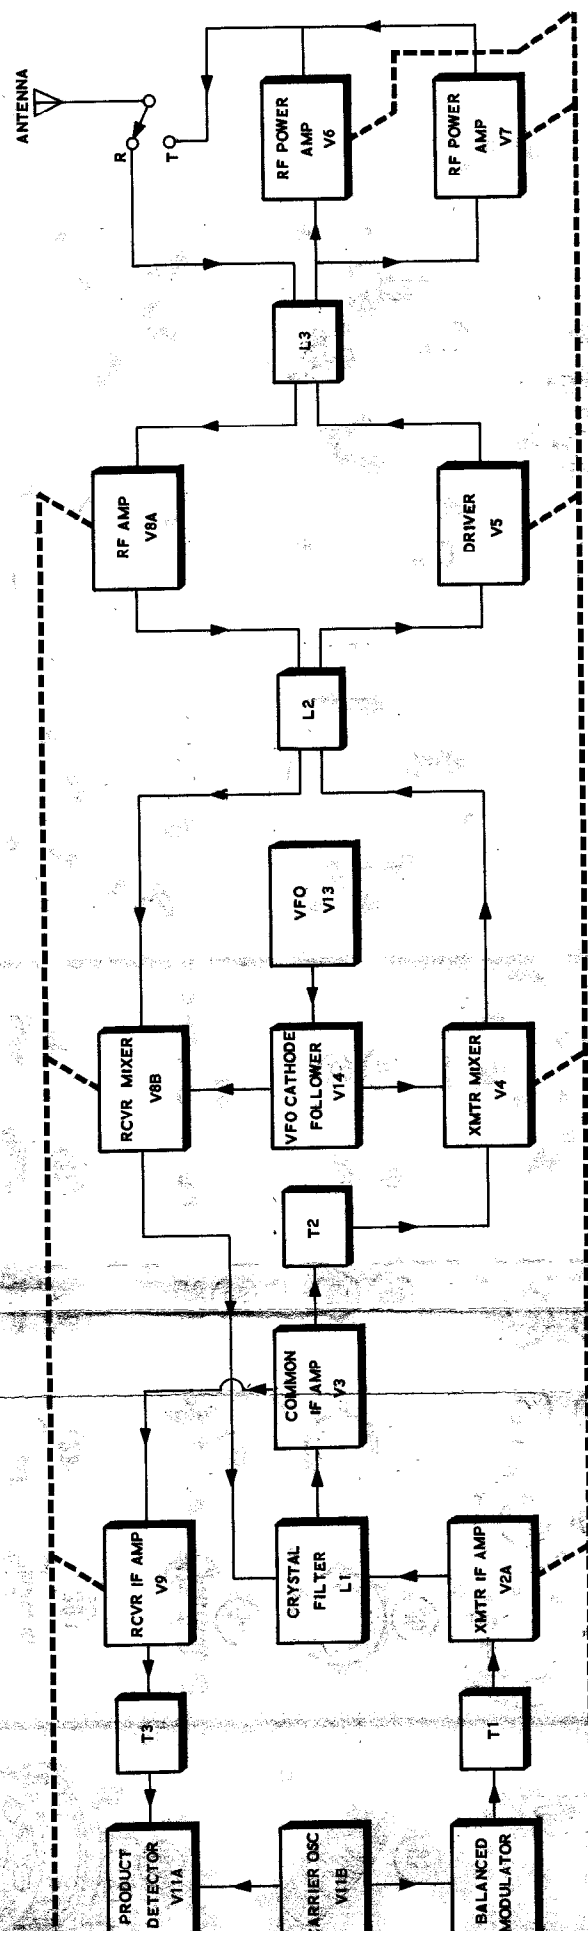 ANTENNA
R
T
RF POWER
AMP
V6
RF POWER
AMP
V7
L3
RF AMP
V8A
DRIVER
V5
L2
VFO
V13
RCVR MIXER
V8B
VFO CATHODE
FOLLOWER
V14
XMTR MIXER
V4
T2
COMMON
IF AMP
V3
RCVR IF AMP
V9
CRYSTAL
FILTER
L1
XMTR IF AMP
V2A
T3
T1
PRODUCT
DETECTOR
V11A
ARRIER OSC
V11B
BALANCED
MODULATOR